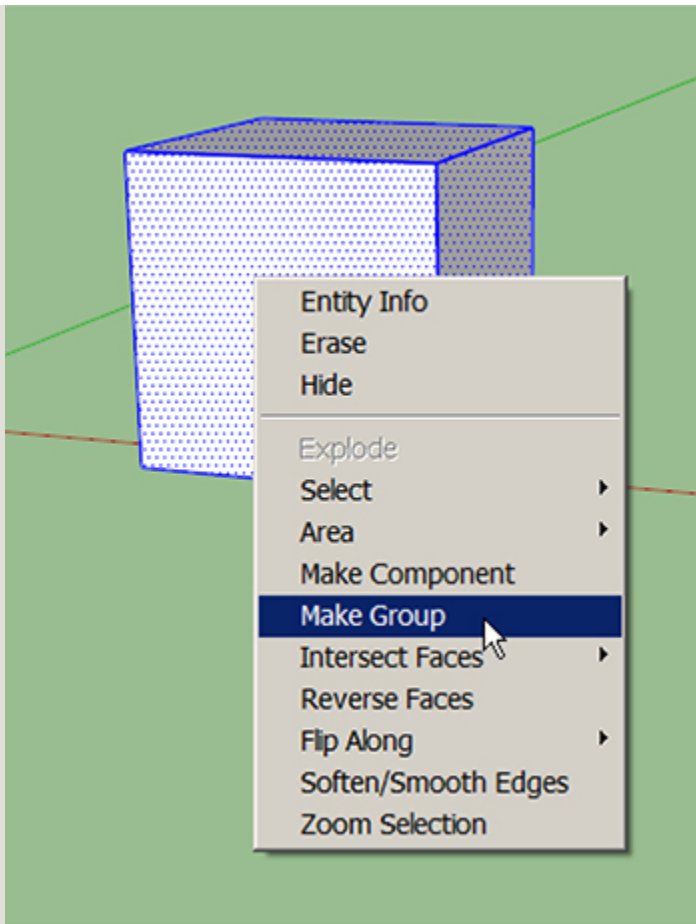 Entity Info
Erase
Hide
Explode
Select
Area
Make Component
Make Group
Intersect Faces
Reverse Faces
Flip Along
Soften/Smooth Edges
Zoom Selection